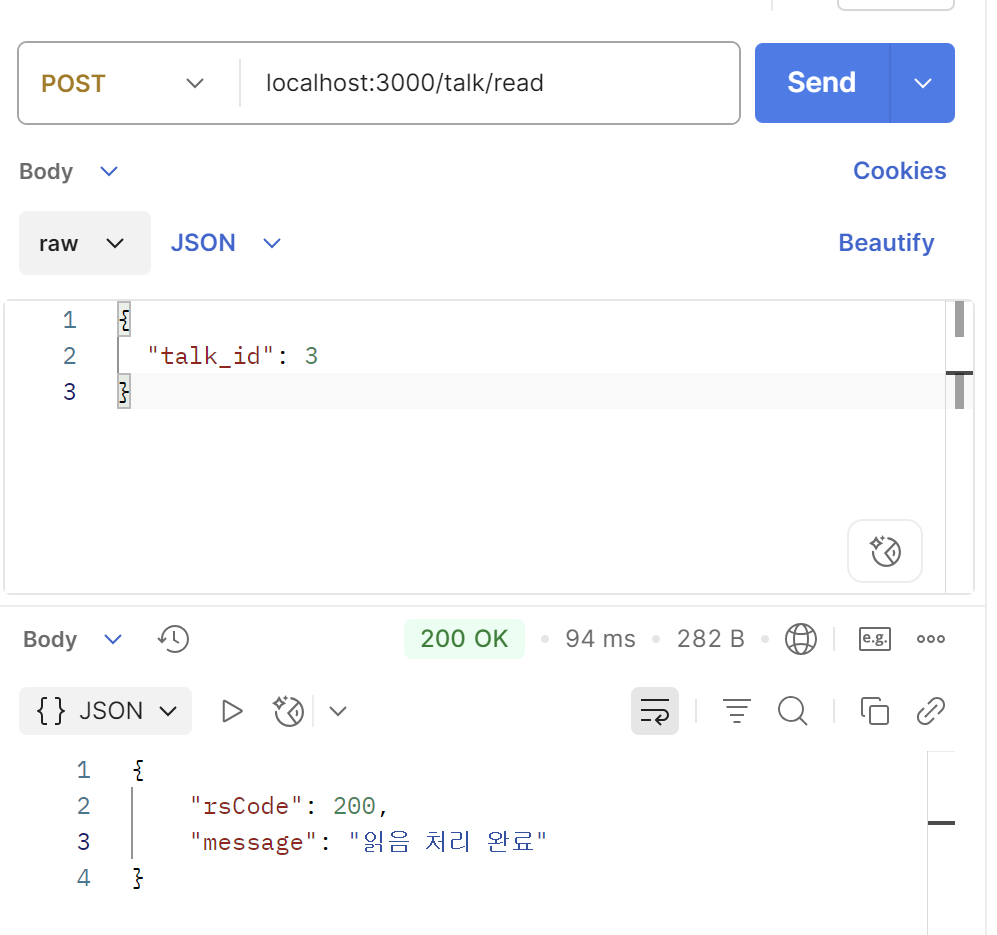 POST localhost:3000/talk/read Send
Body Cookies
raw JSON Beautify
1 {
2 "talk_id": 3
3 }
Body 200 OK • 94 ms • 282 B • e.g.
{} JSON
1 {
2 "rsCode": 200,
3 "message": "읽음 처리 완료"
4 }